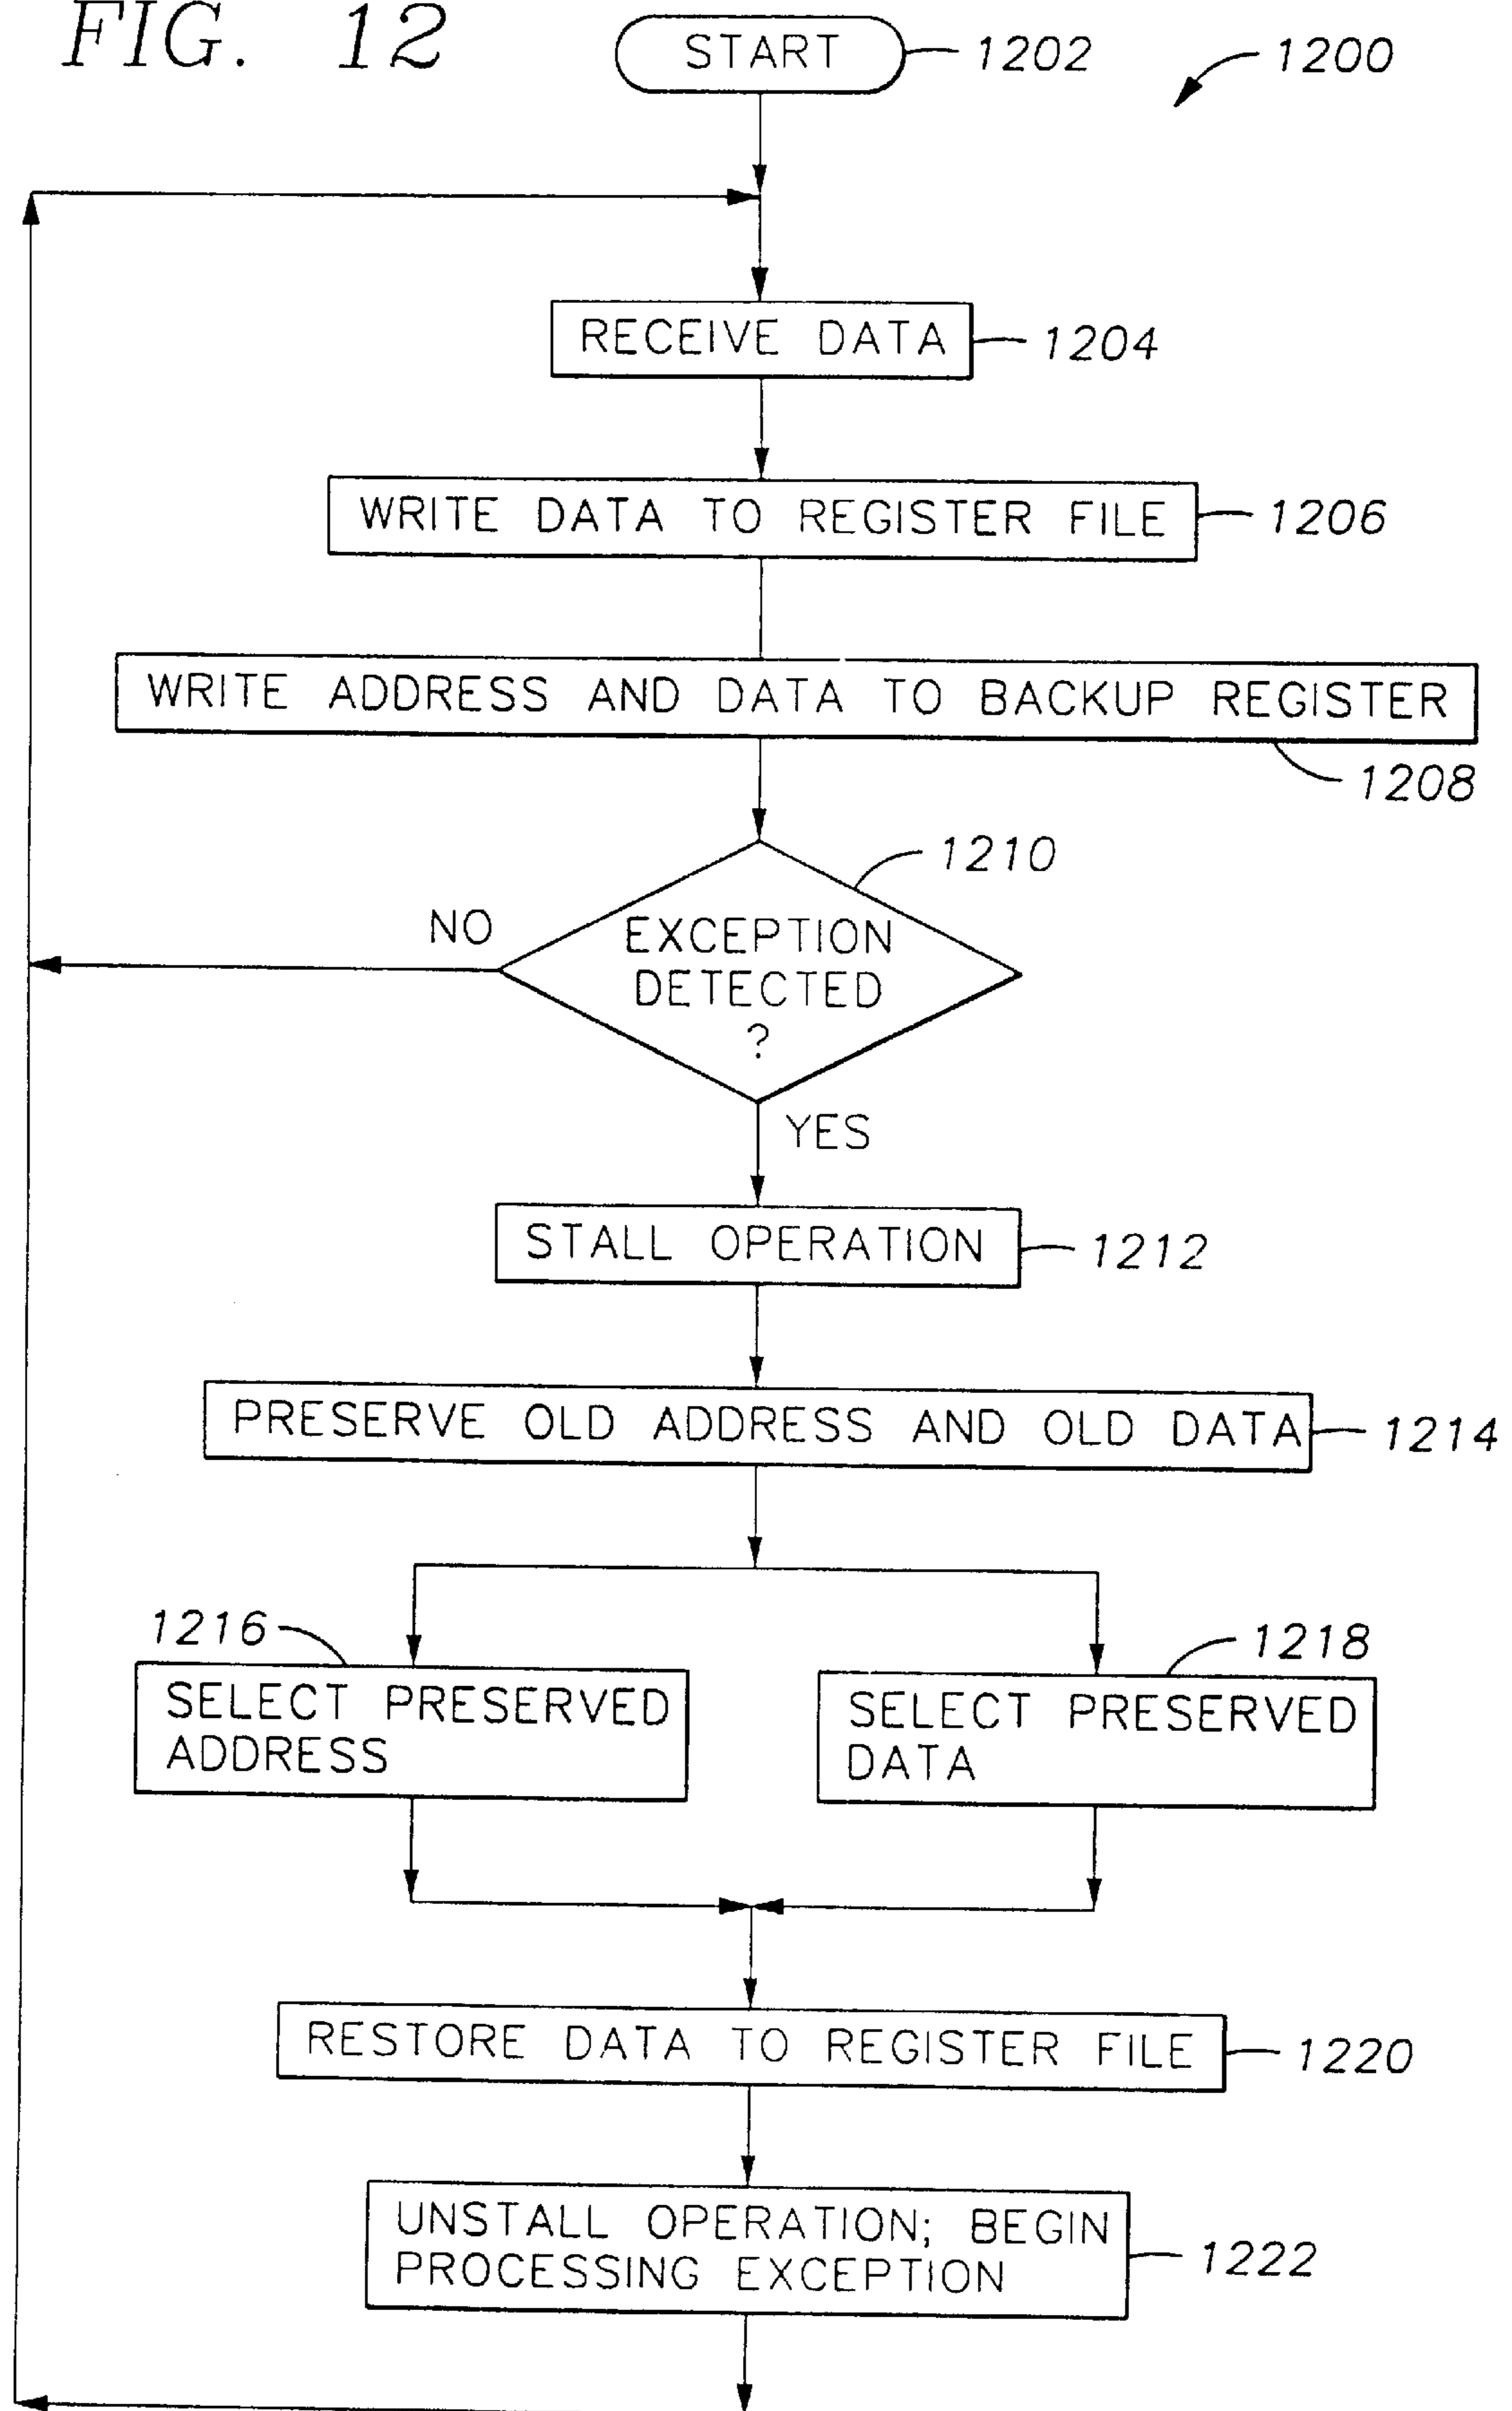 FIG. 12
START
1202
1200
RECEIVE DATA
1204
WRITE DATA TO REGISTER FILE
1206
WRITE ADDRESS AND DATA TO BACKUP REGISTER
1208
1210
NO
EXCEPTION
DETECTED
?
YES
STALL OPERATION
1212
PRESERVE OLD ADDRESS AND OLD DATA
1214
1216
SELECT PRESERVED
ADDRESS
1218
SELECT PRESERVED
DATA
RESTORE DATA TO REGISTER FILE
1220
UNSTALL OPERATION; BEGIN
PROCESSING EXCEPTION
1222